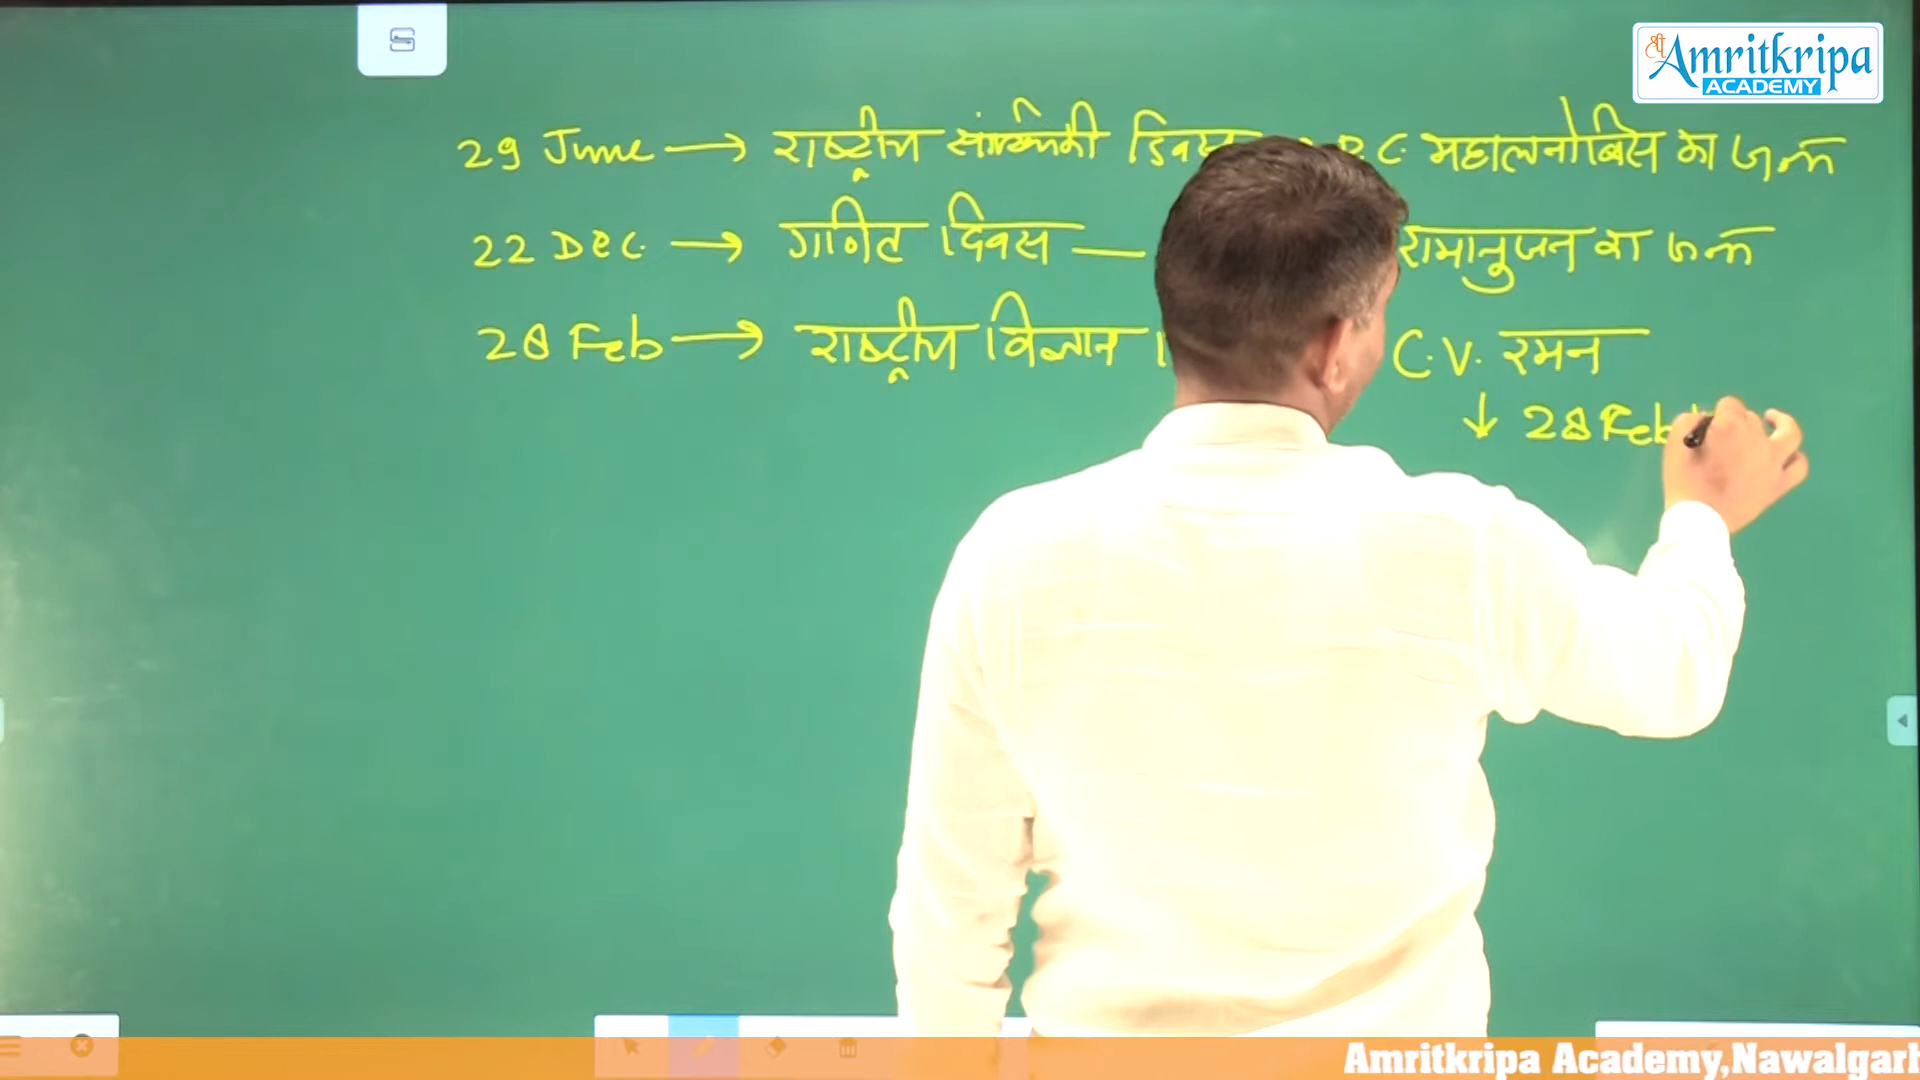 श्री Amritkripa
ACADEMY
29 June → राष्ट्रीय सांख्यिकी दिवस P.C. महालनोबिस का जन्म
22 Dec. → गणित दिवस — रामानुजन का जन्म
28 Feb → राष्ट्रीय विज्ञान C.V. रमन
↓ 28 Feb
Amritkripa Academy,Nawalgarh